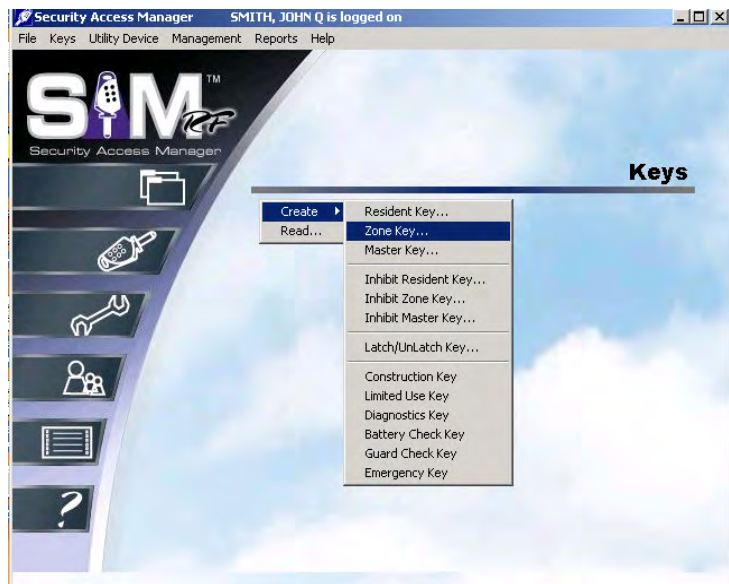 Security Access Manager SMITH, JOHN Q is logged on
File Keys Utility Device Management Reports Help
SAM TM
RF
Security Access Manager
Keys
Create
Read...
Resident Key...
Zone Key...
Master Key...
Inhibit Resident Key...
Inhibit Zone Key...
Inhibit Master Key...
Latch/UnLatch Key...
Construction Key
Limited Use Key
Diagnostics Key
Battery Check Key
Guard Check Key
Emergency Key
?